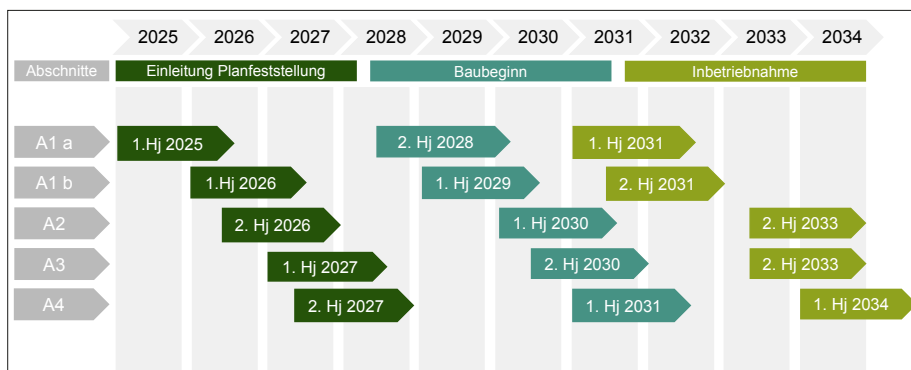 2025 2026 2027 2028 2029 2030 2031 2032 2033 2034
Abschnitte Einleitung Planfeststellung Baubeginn Inbetriebnahme
A1 a 1.Hj 2025 2. Hj 2028 1. Hj 2031
A1 b 1.Hj 2026 1. Hj 2029 2. Hj 2031
A2 2. Hj 2026 1. Hj 2030 2. Hj 2033
A3 1. Hj 2027 2. Hj 2030 2. Hj 2033
A4 2. Hj 2027 1. Hj 2031 1. Hj 2034